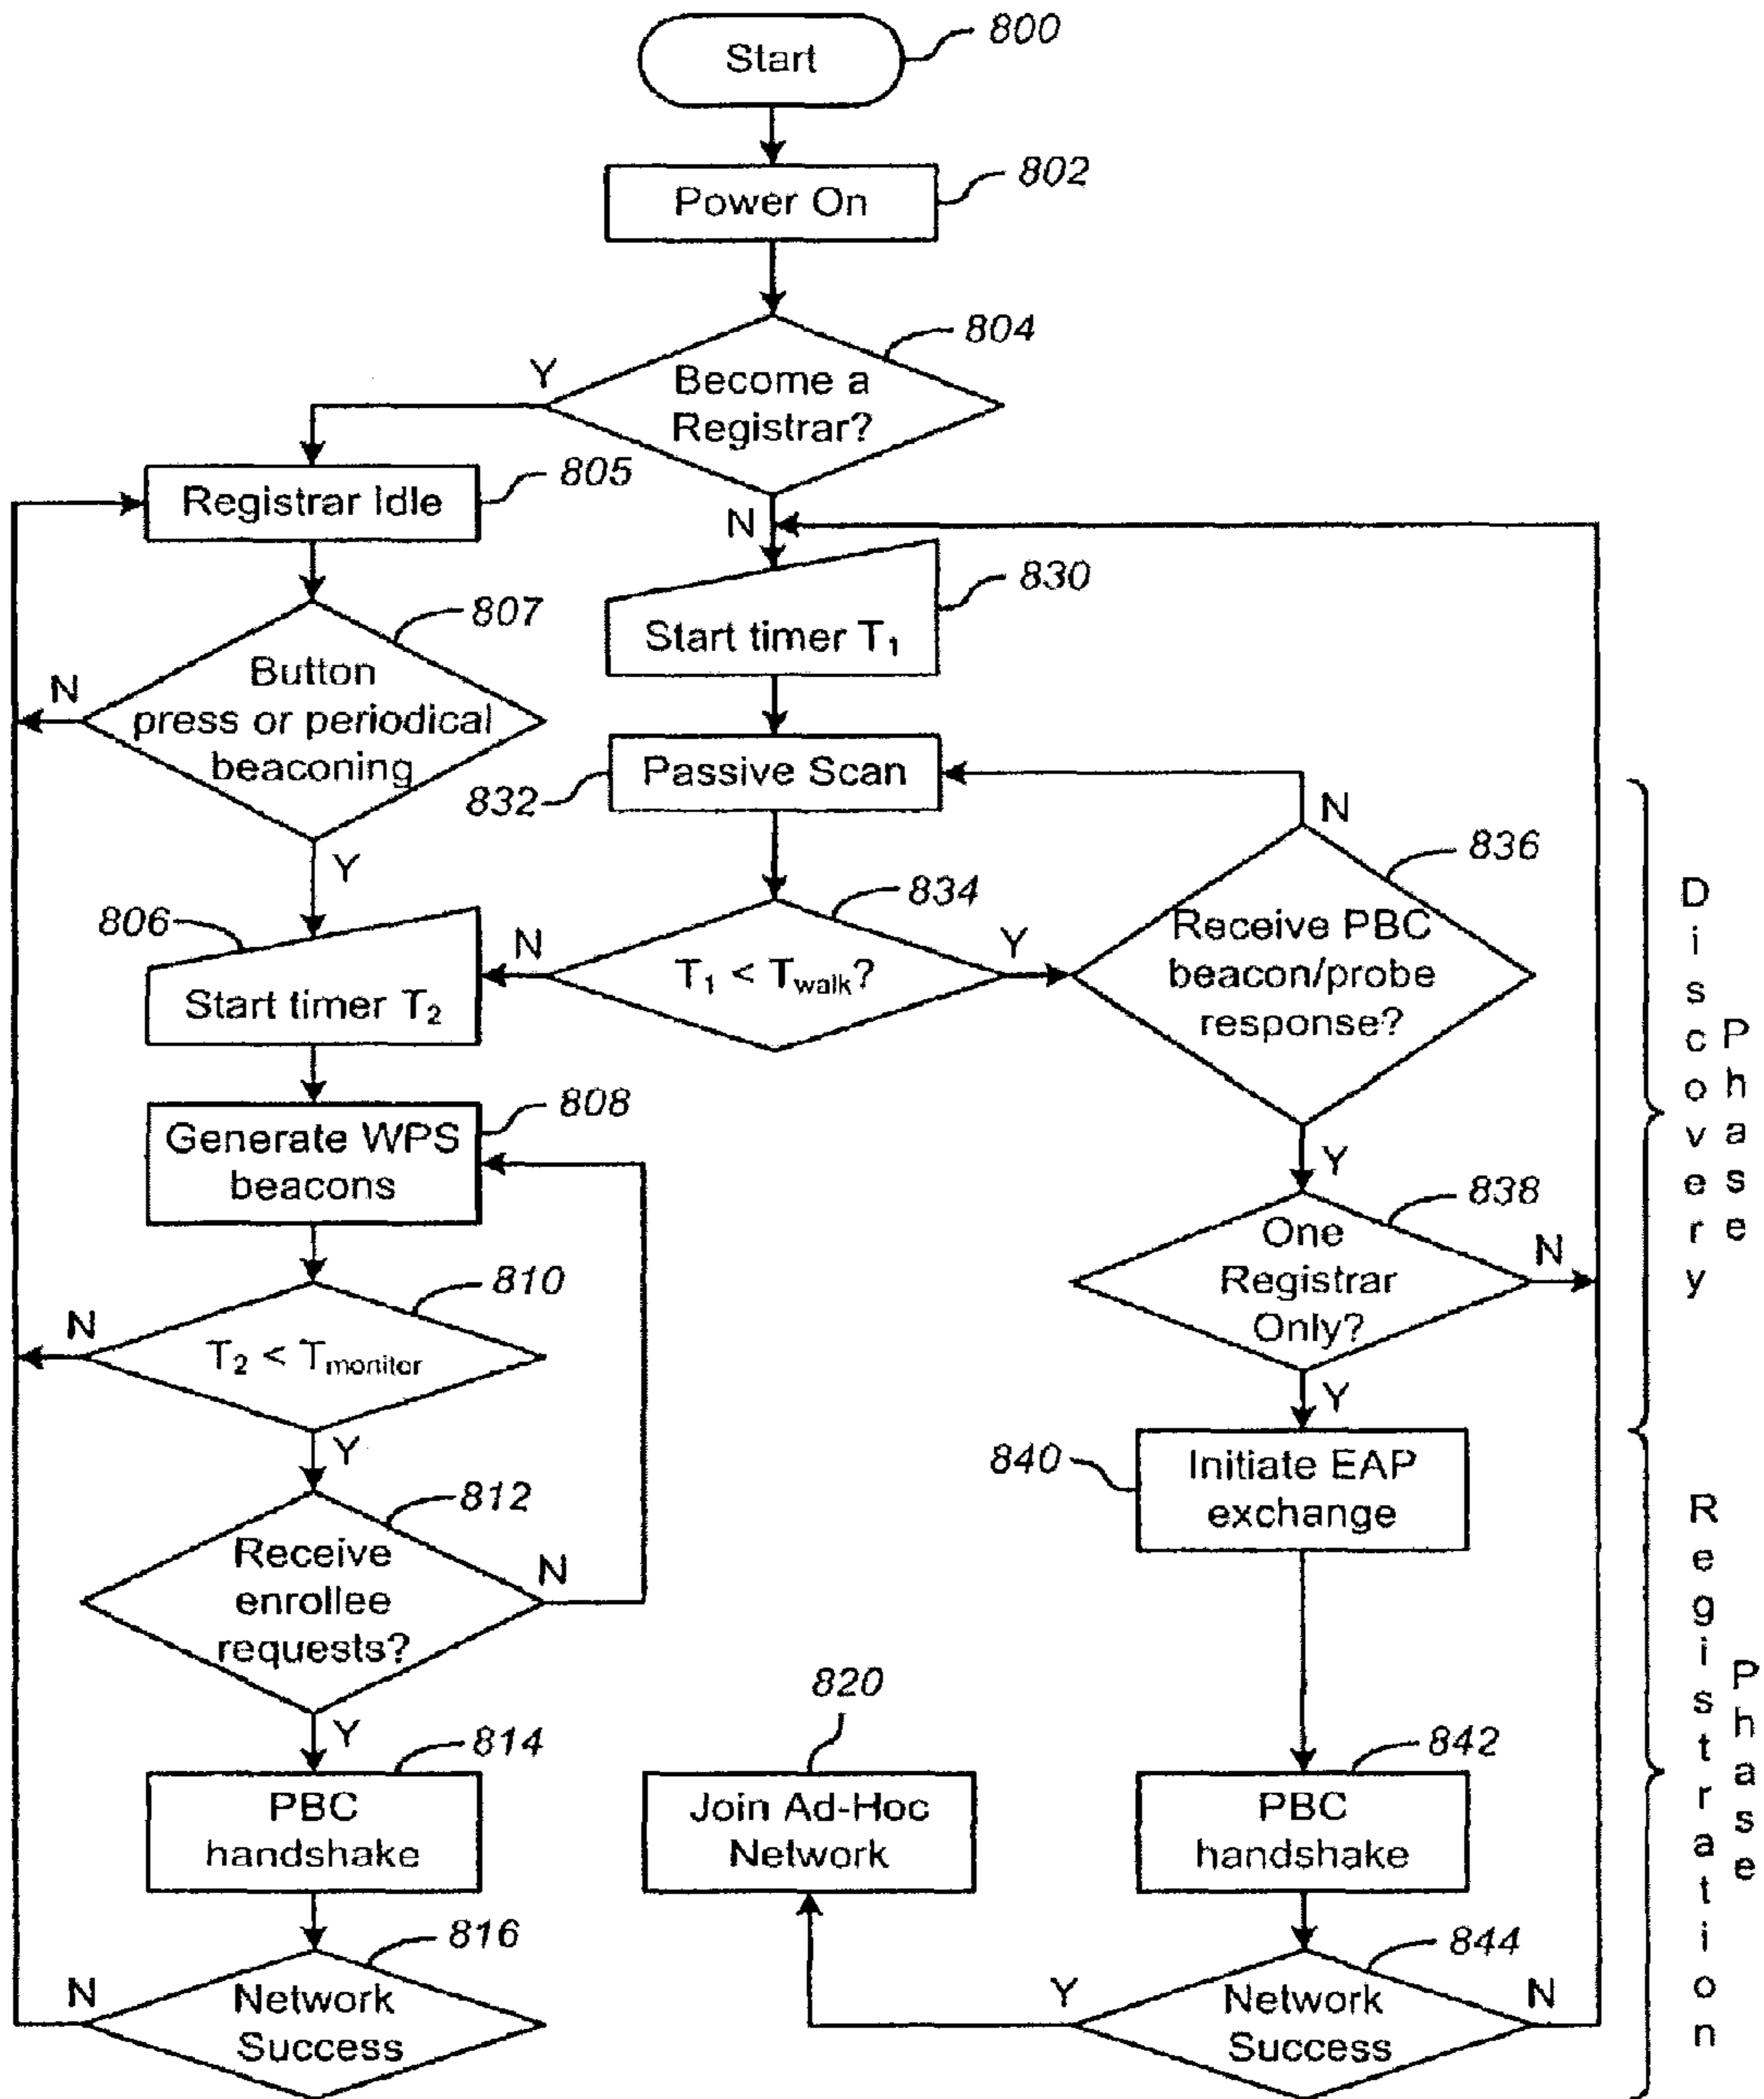 Start
800
Power On
802
804
Become a
Registrar?
Y
N
Registrar Idle
805
807
Button
press or periodical
beaconing
N
Y
830
Start timer T₁
Passive Scan
832
834
T₁ < Twalk?
N
Y
836
Receive PBC
beacon/probe
response?
N
Y
806
Start timer T₂
808
Generate WPS
beacons
838
One
Registrar
Only?
N
Y
810
T₂ < Tmonitor
N
Y
812
Receive
enrollee
requests?
N
Y
840
Initiate EAP
exchange
814
PBC
handshake
820
Join Ad-Hoc
Network
842
PBC
handshake
816
Network
Success
N
844
Network
Success
Y
N
Discovery
Phase
Registration
Phase